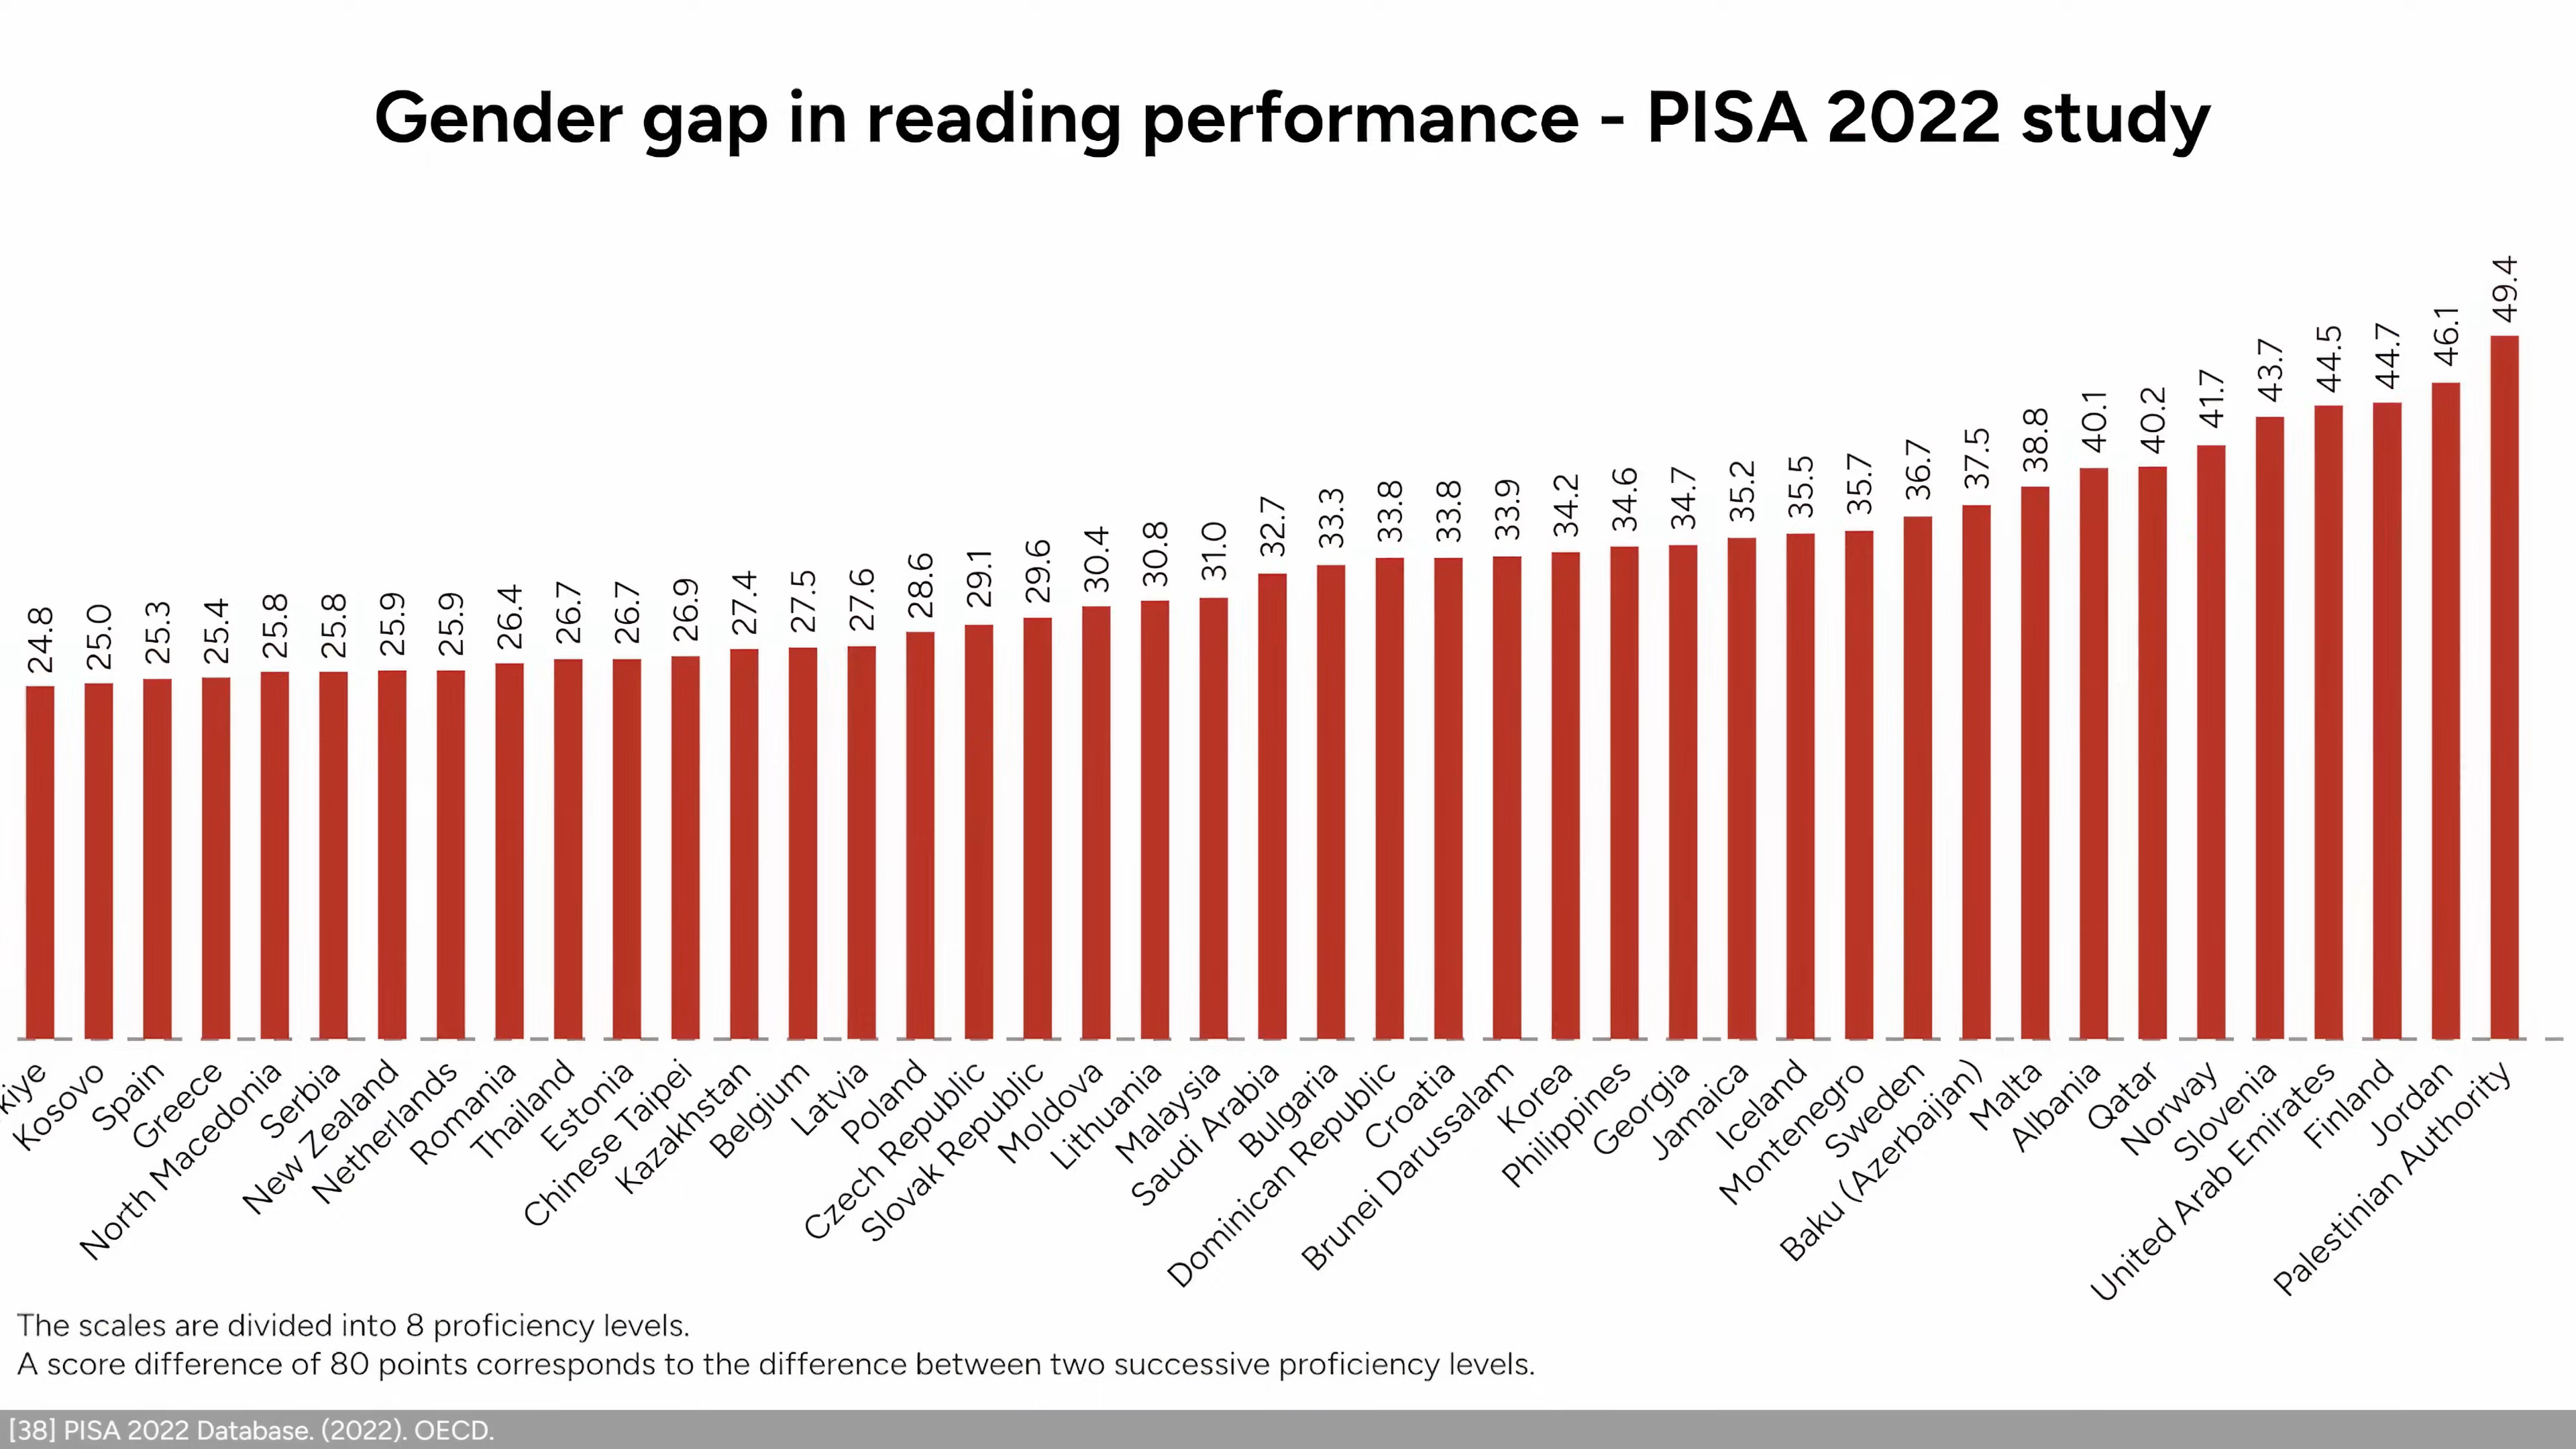 Gender gap in reading performance - PISA 2022 study
24.8
25.0
25.3
25.4
25.8
25.8
25.9
25.9
26.4
26.7
26.7
26.9
27.4
27.5
27.6
28.6
29.1
29.6
30.4
30.8
31.0
32.7
33.3
33.8
33.8
33.9
34.2
34.6
34.7
35.2
35.5
35.7
36.7
37.5
38.8
40.1
40.2
41.7
43.7
44.5
44.7
46.1
49.4
kiye
Kosovo
Spain
Greece
North Macedonia
Serbia
New Zealand
Netherlands
Romania
Thailand
Estonia
Chinese Taipei
Kazakhstan
Belgium
Latvia
Poland
Czech Republic
Slovak Republic
Moldova
Lithuania
Malaysia
Saudi Arabia
Bulgaria
Dominican Republic
Croatia
Brunei Darussalam
Korea
Philippines
Georgia
Jamaica
Iceland
Montenegro
Sweden
Baku (Azerbaijan)
Malta
Albania
Qatar
Norway
Slovenia
United Arab Emirates
Finland
Jordan
Palestinian Authority
The scales are divided into 8 proficiency levels.
A score difference of 80 points corresponds to the difference between two successive proficiency levels.
[38] PISA 2022 Database. (2022). OECD.